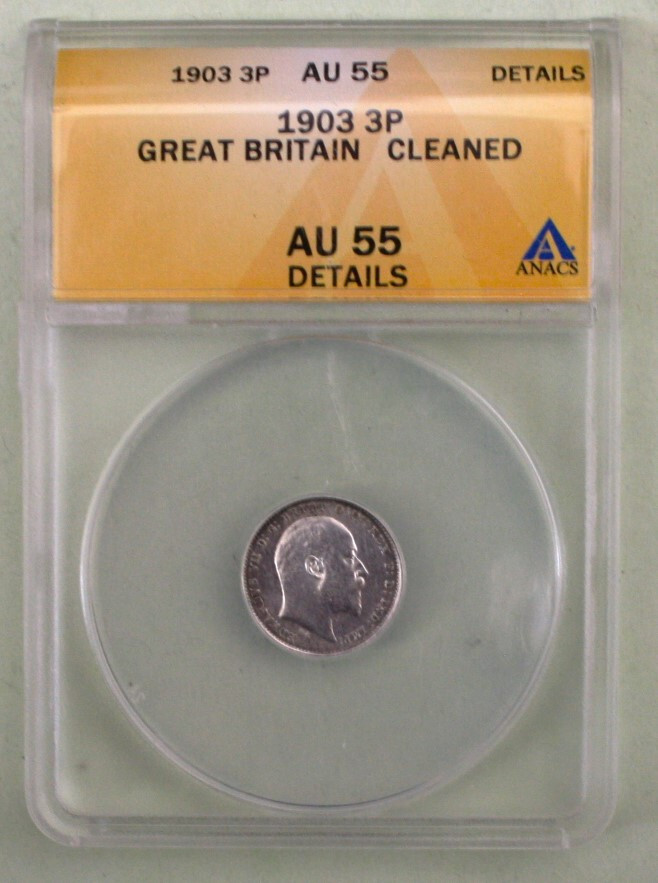 1903 3P AU 55 DETAILS
1903 3P
GREAT BRITAIN CLEANED
AU 55
DETAILS
ANACS